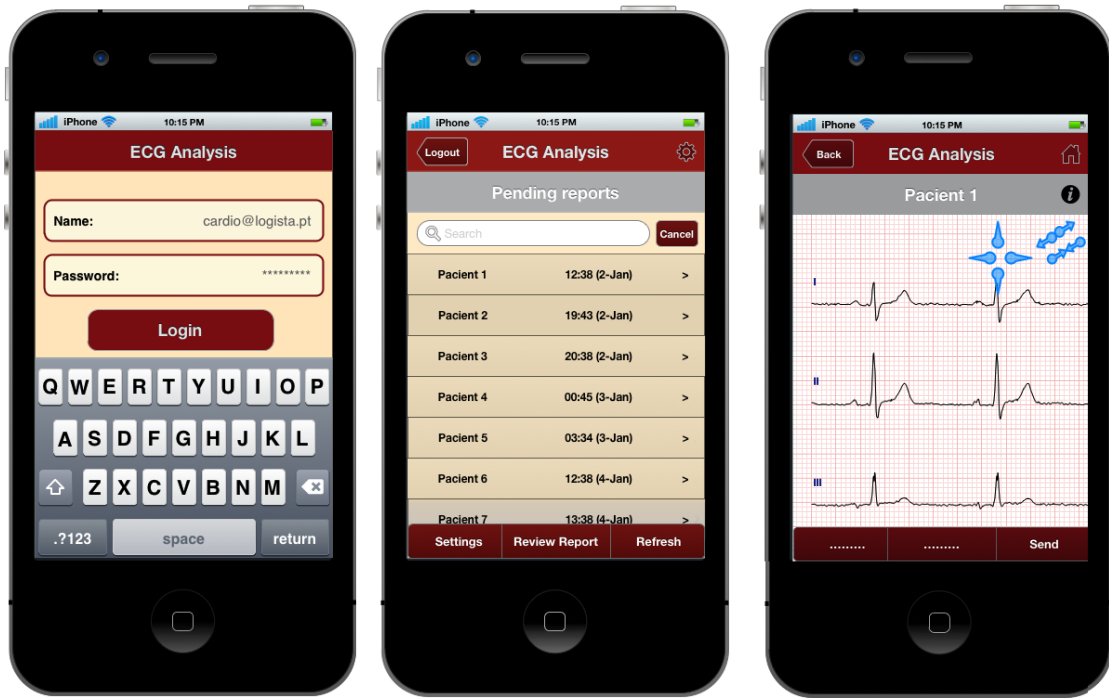 iPhone 10:15 PM
ECG Analysis
Name: cardio@logista.pt
Password: *********
Login
Q W E R T Y U I O P
A S D F G H J K L
Z X C V B N M
.?123 space return
iPhone 10:15 PM
Logout ECG Analysis
Pending reports
Search Cancel
Pacient 1 12:38 (2-Jan) >
Pacient 2 19:43 (2-Jan) >
Pacient 3 20:38 (2-Jan) >
Pacient 4 00:45 (3-Jan) >
Pacient 5 03:34 (3-Jan) >
Pacient 6 12:38 (4-Jan) >
Pacient 7 13:38 (4-Jan) >
Settings Review Report Refresh
iPhone 10:15 PM
Back ECG Analysis
Pacient 1 i
I
II
III
......... ......... Send